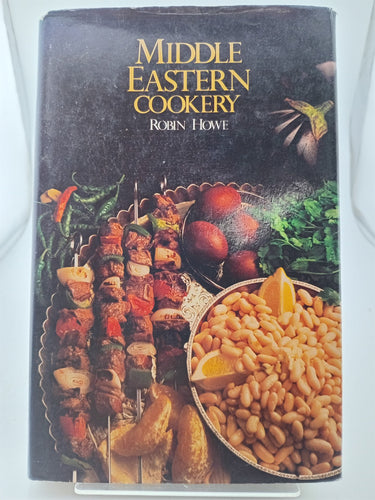 MIDDLE
EASTERN
COOKERY
ROBIN HOWE